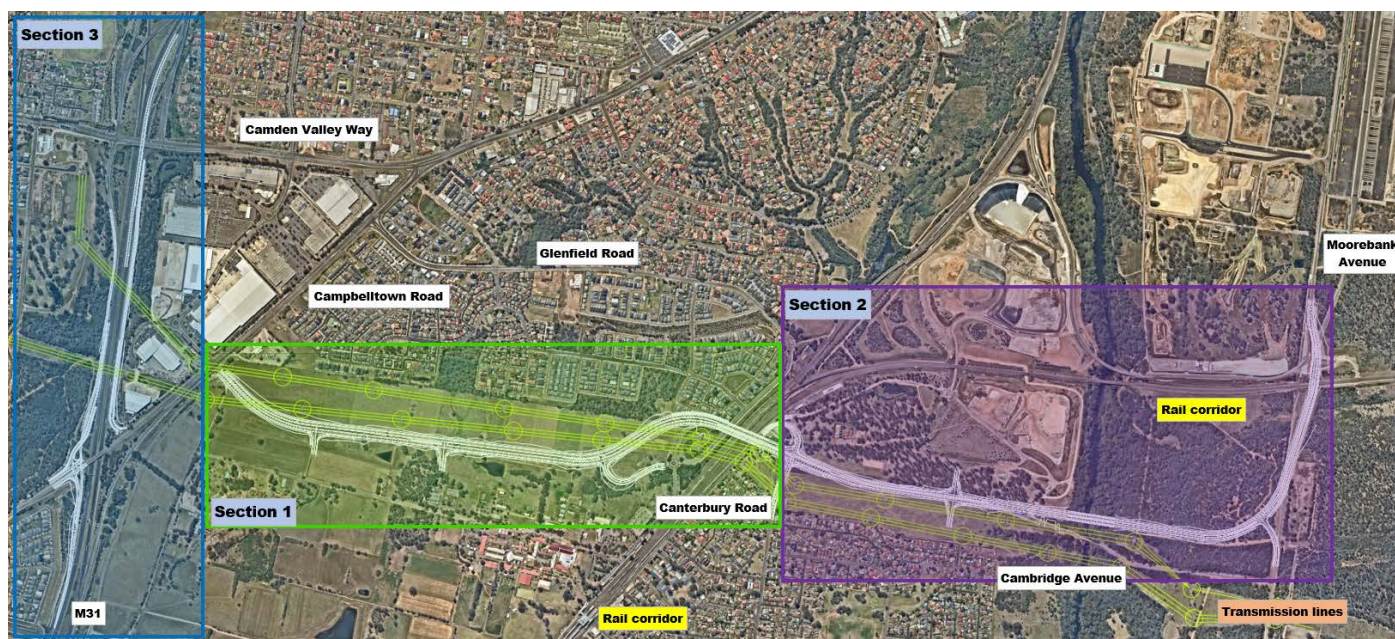 Section 3
Camden Valley Way
Glenfield Road
Moorebank
Avenue
Campbelltown Road
Section 2
Rail corridor
Section 1
Canterbury Road
Cambridge Avenue
M31
Rail corridor
Transmission lines